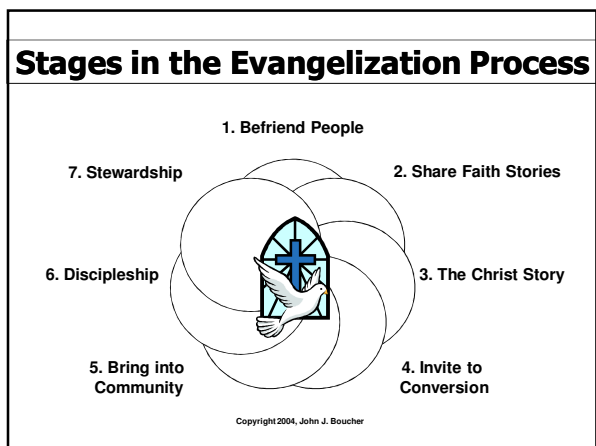 Stages in the Evangelization Process
1. Befriend People
2. Share Faith Stories
3. The Christ Story
4. Invite to
Conversion
5. Bring into
Community
6. Discipleship
7. Stewardship
Copyright 2004, John J. Boucher